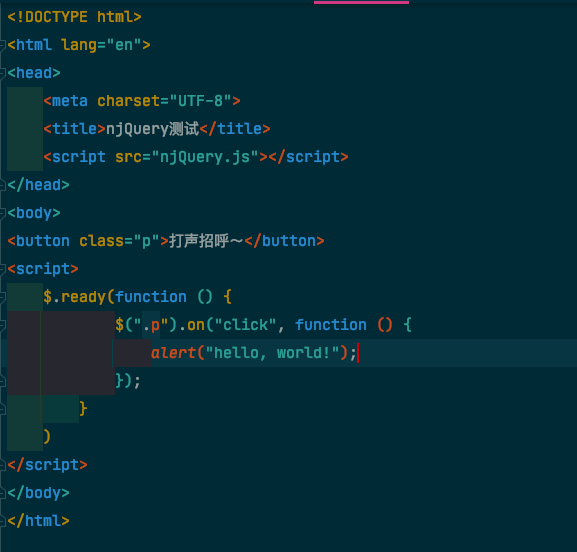 <!DOCTYPE html>
<html lang="en">
<head>
    <meta charset="UTF-8">
    <title>njQuery测试</title>
    <script src="njQuery.js"></script>
</head>
<body>
<button class="p">打声招呼～</button>
<script>
    $.ready(function () {
            $(".p").on("click", function () {
                alert("hello, world!");
            });
        }
    )
</script>
</body>
</html>